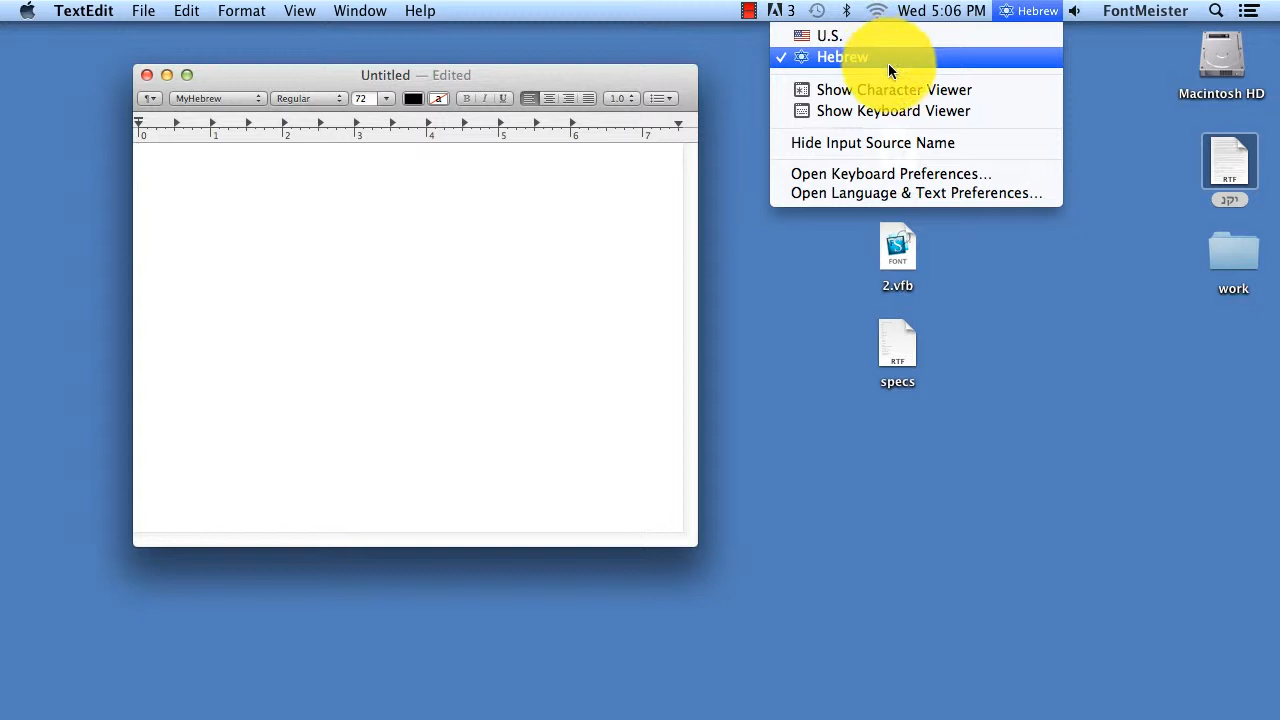 TextEdit File Edit Format View Window Help 3 Wed 5:06 PM Hebrew FontMeister
U.S.
Hebrew
Show Character Viewer
Show Keyboard Viewer
Hide Input Source Name
Open Keyboard Preferences...
Open Language & Text Preferences...
Untitled — Edited
MyHebrew Regular 72 a B I U 1.0
0 1 2 3 4 5 6 7
Macintosh HD
RTF
יקנ
work
FONT
2.vfb
RTF
specs